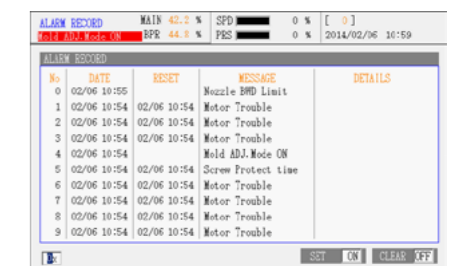 ALARM RECORD MAIN 42.2 % SPD 0 % [ 0 ]
Mold ADJ.Mode ON BPR 44.8 % PRS 0 % 2014/02/06 10:59
ALARM RECORD
No DATE RESET MESSAGE DETAILS
0 02/06 10:55 Nozzle BWD Limit
1 02/06 10:54 02/06 10:54 Motor Trouble
2 02/06 10:54 02/06 10:54 Motor Trouble
3 02/06 10:54 02/06 10:54 Motor Trouble
4 02/06 10:54 Mold ADJ.Mode ON
5 02/06 10:54 02/06 10:54 Screw Protect time
6 02/06 10:54 02/06 10:54 Motor Trouble
7 02/06 10:54 02/06 10:54 Motor Trouble
8 02/06 10:54 02/06 10:54 Motor Trouble
9 02/06 10:54 02/06 10:54 Motor Trouble
SET ON CLEAR OFF